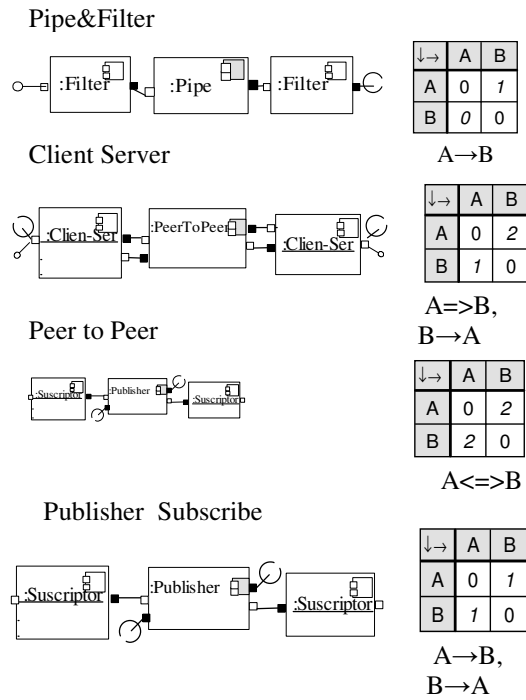 Pipe&Filter
:Filter :Pipe :Filter
↓→ A B
A 0 1
B 0 0
A→B
Client Server
:Clien-Ser :PeerToPeer :Clien-Ser
↓→ A B
A 0 2
B 1 0
A=>B,
B→A
Peer to Peer
:Suscriptor :Publisher :Suscriptor
↓→ A B
A 0 2
B 2 0
A<=>B
Publisher Subscribe
:Suscriptor :Publisher :Suscriptor
↓→ A B
A 0 1
B 1 0
A→B,
B→A